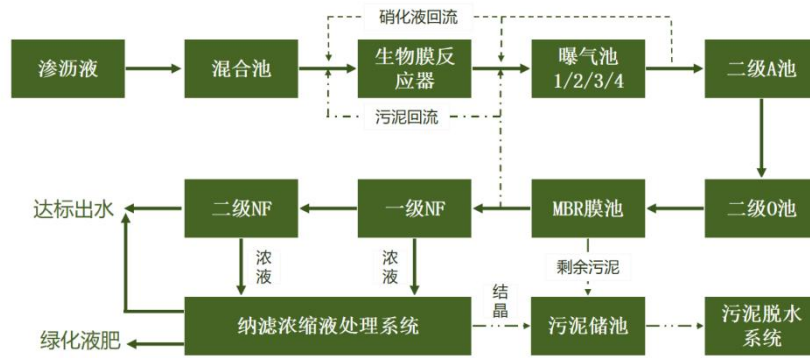 硝化液回流
渗沥液
混合池
生物膜反
应器
曝气池
1/2/3/4
二级A池
污泥回流
达标出水
二级NF
一级NF
MBR膜池
二级O池
浓
液
浓
液
剩余污泥
结
晶
绿化液肥
纳滤浓缩液处理系统
污泥储池
污泥脱水
系统